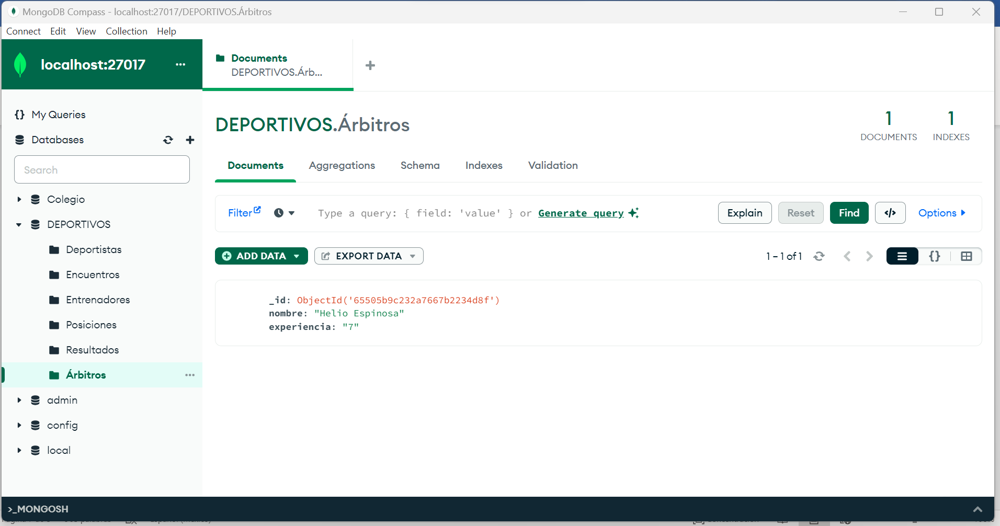 MongoDB Compass - localhost:27017/DEPORTIVOS.Árbitros
Connect Edit View Collection Help
localhost:27017
Documents
DEPORTIVOS.Árb...
My Queries
Databases
Search
Colegio
DEPORTIVOS
Deportistas
Encuentros
Entrenadores
Posiciones
Resultados
Árbitros
admin
config
local
DEPORTIVOS.Árbitros
1
DOCUMENTS
1
INDEXES
Documents Aggregations Schema Indexes Validation
Filter Type a query: { field: 'value' } or Generate query Explain Reset Find </> Options
ADD DATA EXPORT DATA 1 – 1 of 1
_id: ObjectId('65505b9c232a7667b2234d8f')
nombre: "Helio Espinosa"
experiencia: "7"
>_MONGOSH